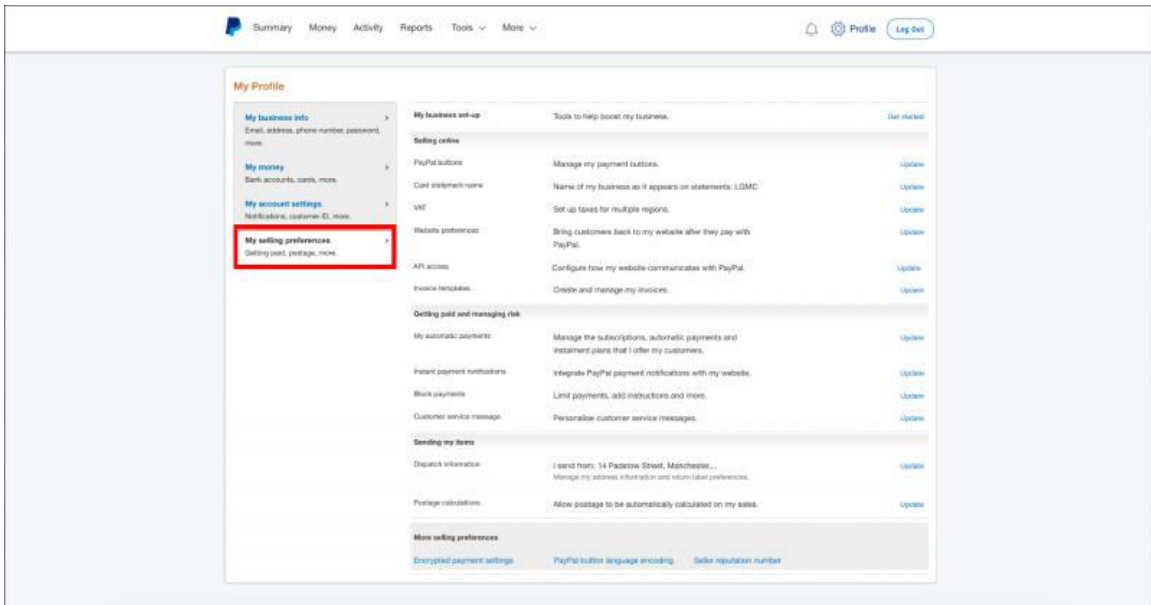 Summary Money Activity Reports Tools More Profile Log Out
My Profile
My business info
Email, address, phone number, password,
more.
My money
Bank accounts, cards, more.
My account settings
Notifications, customer ID, more.
My selling preferences
Getting paid, postage, more.
My business set-up Tools to help boost my business. Get started
Selling online
PayPal buttons Manage my payment buttons. Update
Card statement name Name of my business as it appears on statements: LGMC Update
VAT Set up taxes for multiple regions. Update
Website preferences Bring customers back to my website after they pay with Update
PayPal.
API access Configure how my website communicates with PayPal. Update
Invoice templates Create and manage my invoices. Update
Getting paid and managing risk
My automatic payments Manage the subscriptions, automatic payments and Update
instalment plans that I offer my customers.
Instant payment notifications Integrate PayPal payment notifications with my website. Update
Block payments Limit payments, add instructions and more. Update
Customer service message Personalise customer service messages. Update
Sending my items
Dispatch information I send from: 14 Padstow Street, Manchester,... Update
Manage my address information and return label preferences.
Postage calculations Allow postage to be automatically calculated on my sales. Update
More selling preferences
Encrypted payment settings PayPal button language encoding Seller reputation number